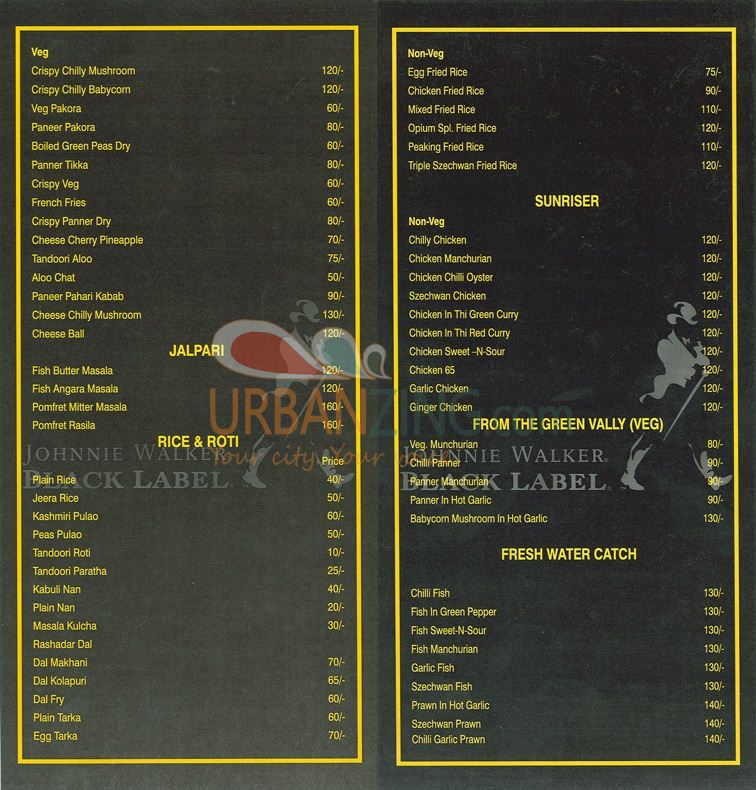 Veg
Crispy Chilly Mushroom 120/-
Crispy Chilly Babycorn 120/-
Veg Pakora 60/-
Paneer Pakora 80/-
Boiled Green Peas Dry 60/-
Panner Tikka 80/-
Crispy Veg 60/-
French Fries 60/-
Crispy Panner Dry 80/-
Cheese Cherry Pineapple 70/-
Tandoori Aloo 75/-
Aloo Chat 50/-
Paneer Pahari Kabab 90/-
Cheese Chilly Mushroom 130/-
Cheese Ball 120/-
JALPARI
Fish Butter Masala 120/-
Fish Angara Masala 120/-
Pomfret Mitter Masala 160/-
Pomfret Rasila 160/-
RICE & ROTI
Price
Plain Rice 40/-
Jeera Rice 50/-
Kashmiri Pulao 60/-
Peas Pulao 50/-
Tandoori Roti 10/-
Tandoori Paratha 25/-
Kabuli Nan 40/-
Plain Nan 20/-
Masala Kulcha 30/-
Rashadar Dal
Dal Makhani 70/-
Dal Kolapuri 65/-
Dal Fry 60/-
Plain Tarka 60/-
Egg Tarka 70/-
JOHNNIE WALKER
BLACK LABEL
Non-Veg
Egg Fried Rice 75/-
Chicken Fried Rice 90/-
Mixed Fried Rice 110/-
Opium Spl. Fried Rice 120/-
Peaking Fried Rice 110/-
Triple Szechwan Fried Rice 120/-
SUNRISER
Non-Veg
Chilly Chicken 120/-
Chicken Manchurian 120/-
Chicken Chilli Oyster 120/-
Szechwan Chicken 120/-
Chicken In Thi Green Curry 120/-
Chicken In Thi Red Curry 120/-
Chicken Sweet -N-Sour 120/-
Chicken 65 120/-
Garlic Chicken 120/-
Ginger Chicken 120/-
FROM THE GREEN VALLY (VEG)
Veg. Munchurian 80/-
Chilli Panner 90/-
Panner Manchurian 90/-
Panner In Hot Garlic 90/-
Babycorn Mushroom In Hot Garlic 130/-
FRESH WATER CATCH
Chilli Fish 130/-
Fish In Green Pepper 130/-
Fish Sweet-N-Sour 130/-
Fish Manchurian 130/-
Garlic Fish 130/-
Szechwan Fish 130/-
Prawn In Hot Garlic 140/-
Szechwan Prawn 140/-
Chilli Garlic Prawn 140/-
JOHNNIE WALKER
BLACK LABEL
URBANZING.com
Your city Your